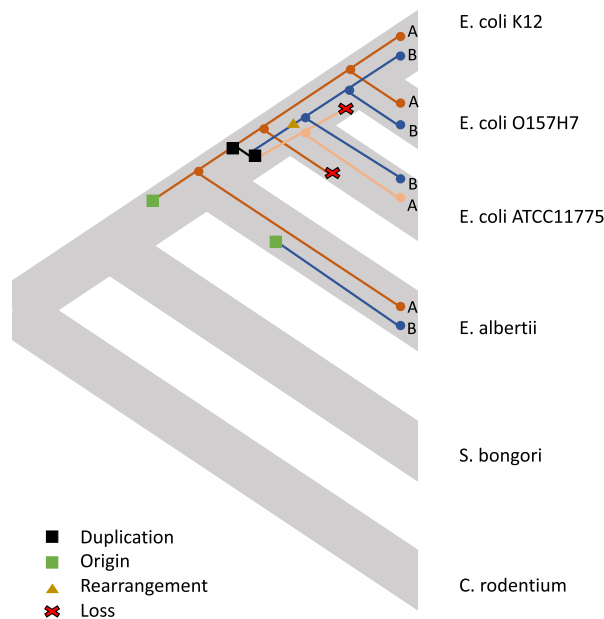 E. coli K12
A
B
A
E. coli O157H7
B
B
A
E. coli ATCC11775
A
B
E. albertii
S. bongori
Duplication
Origin
Rearrangement
C. rodentium
Loss